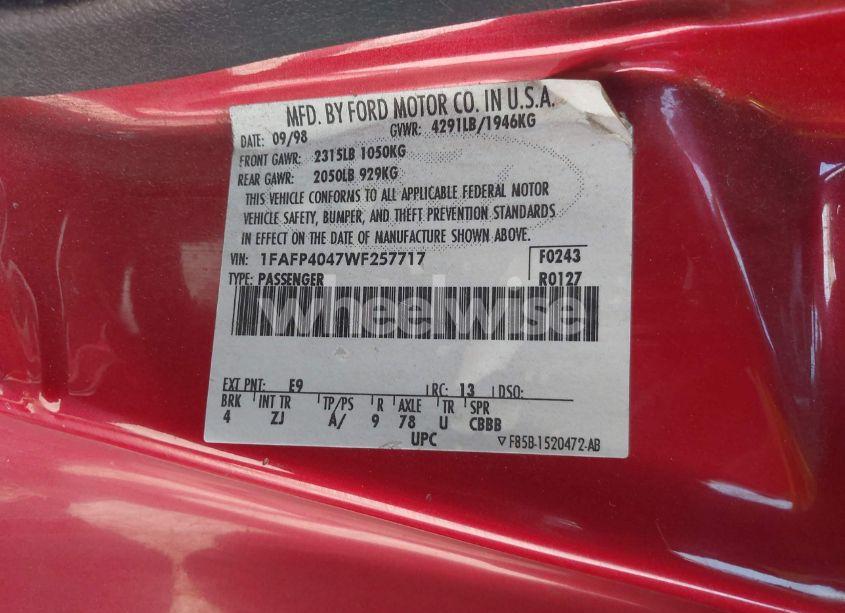 MFD. BY FORD MOTOR CO. IN U.S.A.
DATE: 09/98 GVWR: 4291LB/1946KG
FRONT GAWR: 2315LB 1050KG
REAR GAWR: 2050LB 929KG
THIS VEHICLE CONFORMS TO ALL APPLICABLE FEDERAL MOTOR
VEHICLE SAFETY, BUMPER, AND THEFT PREVENTION STANDARDS
IN EFFECT ON THE DATE OF MANUFACTURE SHOWN ABOVE.
VIN: 1FAFP4047WF257717 F0243
TYPE: PASSENGER R0127
wheelwise
EXT PNT: E9 RC: 13 DSO:
BRK INT TR TP/PS R AXLE TR SPR
4 ZJ A/ 9 78 U CBBB
UPC ▽ F85B-1520472-AB